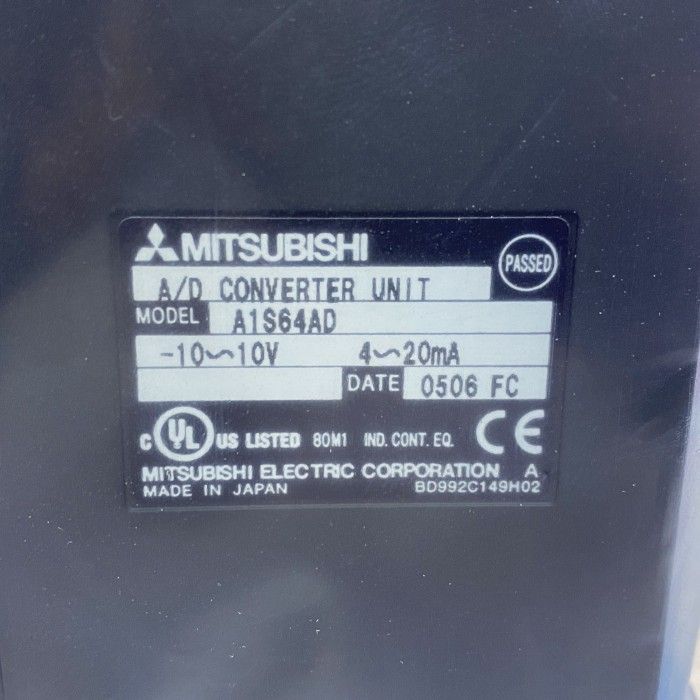 MITSUBISHI
PASSED
A/D CONVERTER UNIT
MODEL A1S64AD
-10〜10V 4〜20mA
DATE 0506 FC
C UL US LISTED 80M1 IND. CONT. EQ. CE
MITSUBISHI ELECTRIC CORPORATION A
MADE IN JAPAN BD992C149H02